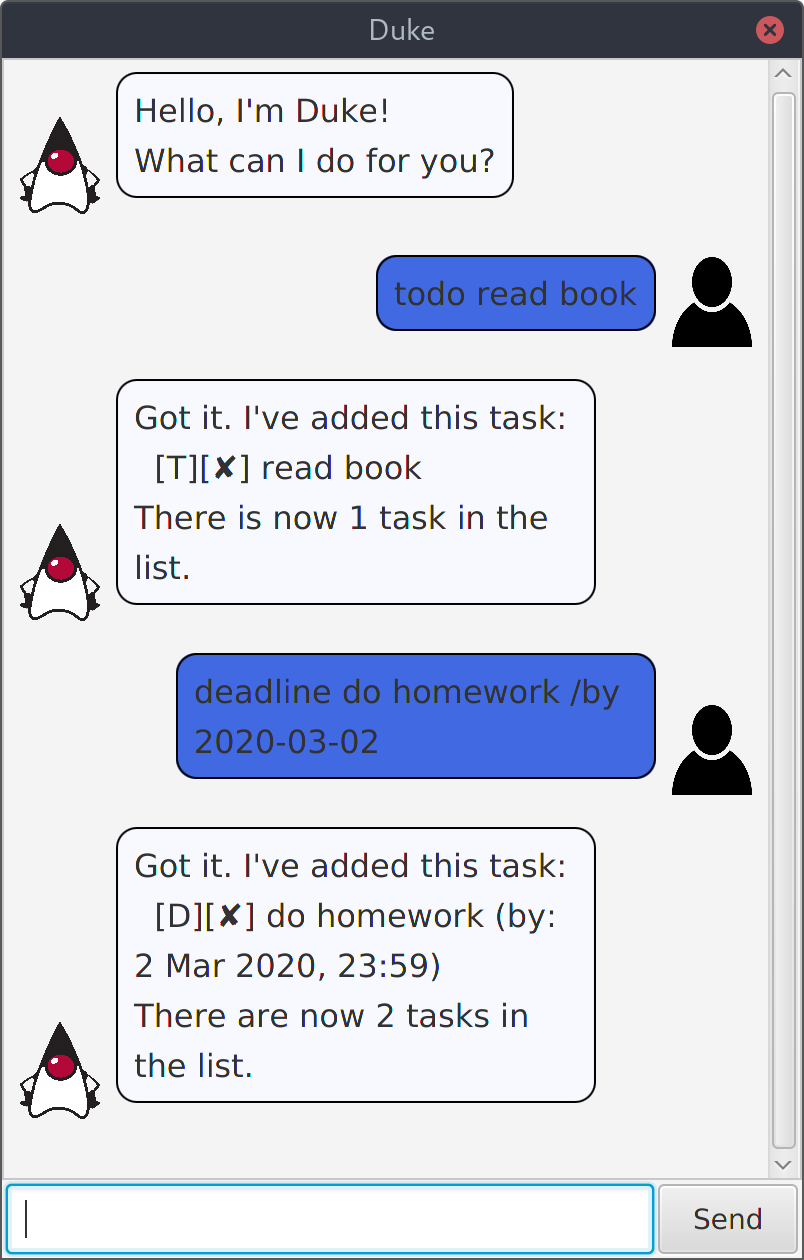 Duke
Hello, I'm Duke!
What can I do for you?
todo read book
Got it. I've added this task:
  [T][✘] read book
There is now 1 task in the
list.
deadline do homework /by
2020-03-02
Got it. I've added this task:
  [D][✘] do homework (by:
2 Mar 2020, 23:59)
There are now 2 tasks in
the list.
Send